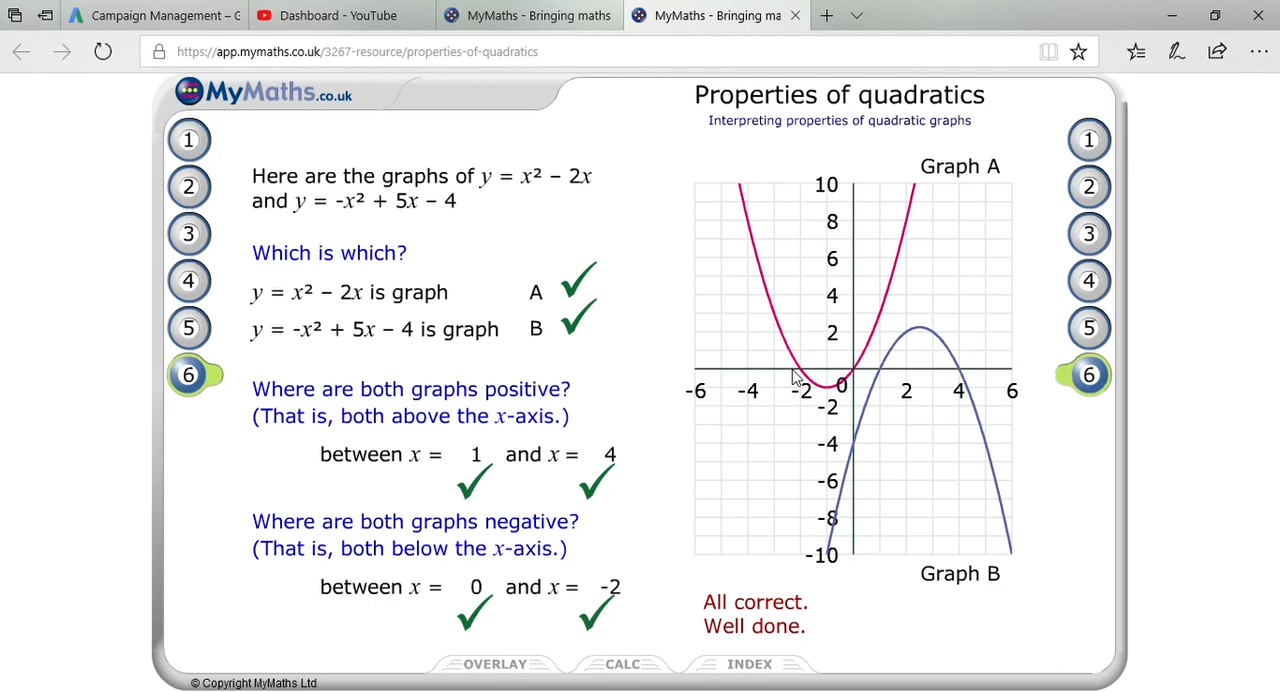 Campaign Management – G
Dashboard - YouTube
MyMaths - Bringing maths
MyMaths - Bringing ma
https://app.mymaths.co.uk/3267-resource/properties-of-quadratics
MyMaths.co.uk
Properties of quadratics
Interpreting properties of quadratic graphs
1
2
3
4
5
6
Here are the graphs of y = x² – 2x
and y = -x² + 5x – 4
Which is which?
y = x² – 2x is graph A
y = -x² + 5x – 4 is graph B
Where are both graphs positive?
(That is, both above the x-axis.)
between x = 1 and x = 4
Where are both graphs negative?
(That is, both below the x-axis.)
between x = 0 and x = -2
Graph A
10
8
6
4
2
-6 -4 -2 0 2 4 6
-2
-4
-6
-8
-10
Graph B
All correct.
Well done.
1
2
3
4
5
6
OVERLAY CALC INDEX
© Copyright MyMaths Ltd